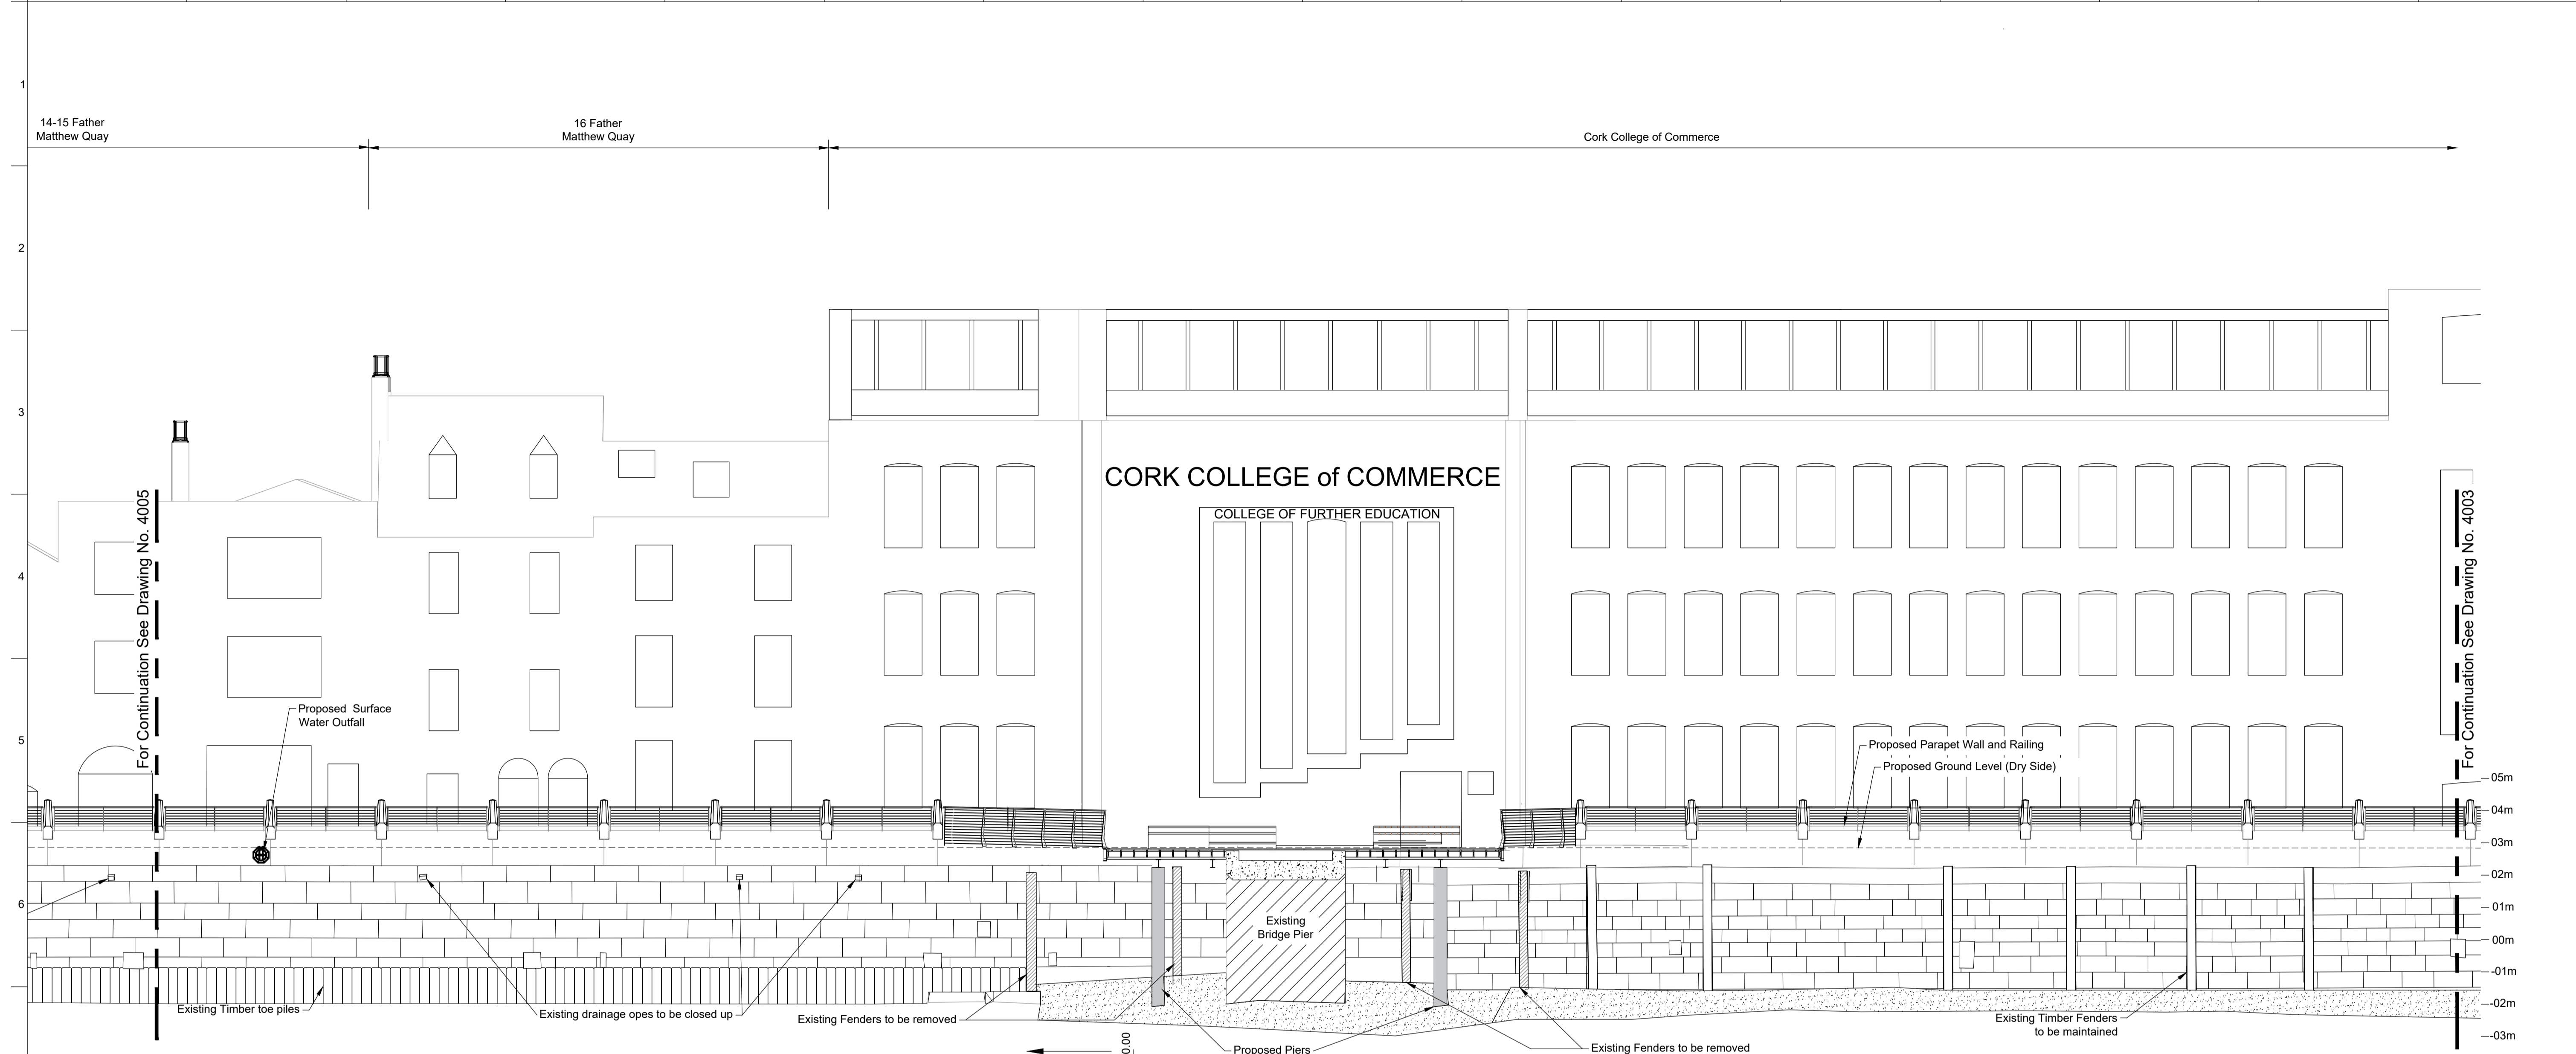 1
14-15 Father
Matthew Quay
16 Father
Matthew Quay
Cork College of Commerce
2
3
CORK COLLEGE of COMMERCE
COLLEGE OF FURTHER EDUCATION
For Continuation See Drawing No. 4005
For Continuation See Drawing No. 4003
4
Proposed Surface
Water Outfall
5
Proposed Parapet Wall and Railing
Proposed Ground Level (Dry Side)
05m
04m
03m
02m
01m
00m
-01m
-02m
-03m
6
Existing
Bridge Pier
Existing Timber toe piles
Existing drainage opes to be closed up
Existing Fenders to be removed
Proposed Piers
Existing Fenders to be removed
Existing Timber Fenders
to be maintained
0.00